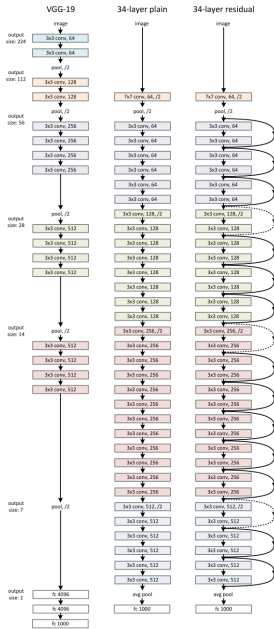 VGG-19
image
output
size: 224
3x3 conv, 64
3x3 conv, 64
output
size: 112
pool, /2
3x3 conv, 128
3x3 conv, 128
output
size: 56
pool, /2
3x3 conv, 256
3x3 conv, 256
3x3 conv, 256
3x3 conv, 256
output
size: 28
pool, /2
3x3 conv, 512
3x3 conv, 512
3x3 conv, 512
3x3 conv, 512
output
size: 14
pool, /2
3x3 conv, 512
3x3 conv, 512
3x3 conv, 512
3x3 conv, 512
output
size: 7
pool, /2
output
size: 1
fc 4096
fc 4096
fc 1000
34-layer plain
image
7x7 conv, 64, /2
pool, /2
3x3 conv, 64
3x3 conv, 64
3x3 conv, 64
3x3 conv, 64
3x3 conv, 64
3x3 conv, 64
3x3 conv, 128, /2
3x3 conv, 128
3x3 conv, 128
3x3 conv, 128
3x3 conv, 128
3x3 conv, 128
3x3 conv, 128
3x3 conv, 128
3x3 conv, 256, /2
3x3 conv, 256
3x3 conv, 256
3x3 conv, 256
3x3 conv, 256
3x3 conv, 256
3x3 conv, 256
3x3 conv, 256
3x3 conv, 256
3x3 conv, 256
3x3 conv, 256
3x3 conv, 256
3x3 conv, 512, /2
3x3 conv, 512
3x3 conv, 512
3x3 conv, 512
3x3 conv, 512
3x3 conv, 512
avg pool
fc 1000
34-layer residual
image
7x7 conv, 64, /2
pool, /2
3x3 conv, 64
3x3 conv, 64
3x3 conv, 64
3x3 conv, 64
3x3 conv, 64
3x3 conv, 64
3x3 conv, 128, /2
3x3 conv, 128
3x3 conv, 128
3x3 conv, 128
3x3 conv, 128
3x3 conv, 128
3x3 conv, 128
3x3 conv, 128
3x3 conv, 256, /2
3x3 conv, 256
3x3 conv, 256
3x3 conv, 256
3x3 conv, 256
3x3 conv, 256
3x3 conv, 256
3x3 conv, 256
3x3 conv, 256
3x3 conv, 256
3x3 conv, 256
3x3 conv, 256
3x3 conv, 512, /2
3x3 conv, 512
3x3 conv, 512
3x3 conv, 512
3x3 conv, 512
3x3 conv, 512
avg pool
fc 1000